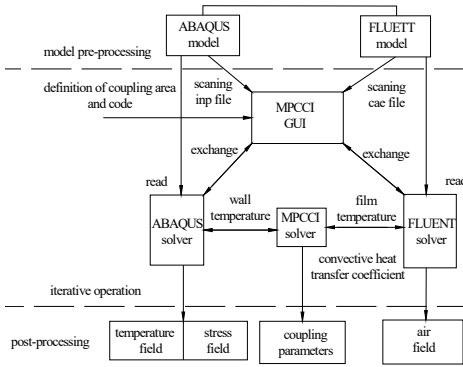 ABAQUS
model
FLUETT
model
model pre-processing
definition of coupling area
and code
scaning
inp file
scaning
cae file
MPCCI
GUI
exchange
exchange
read
read
wall
temperature
film
temperature
ABAQUS
solver
MPCCI
solver
FLUENT
solver
convective heat
transfer coefficient
iterative operation
post-processing
temperature
field
stress
field
coupling
parameters
air
field